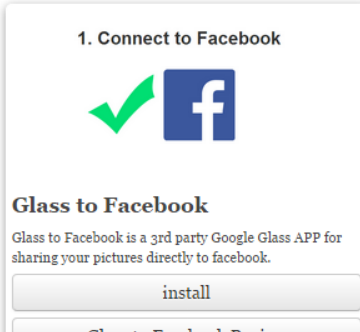 1. Connect to Facebook
f
Glass to Facebook
Glass to Facebook is a 3rd party Google Glass APP for
sharing your pictures directly to facebook.
install